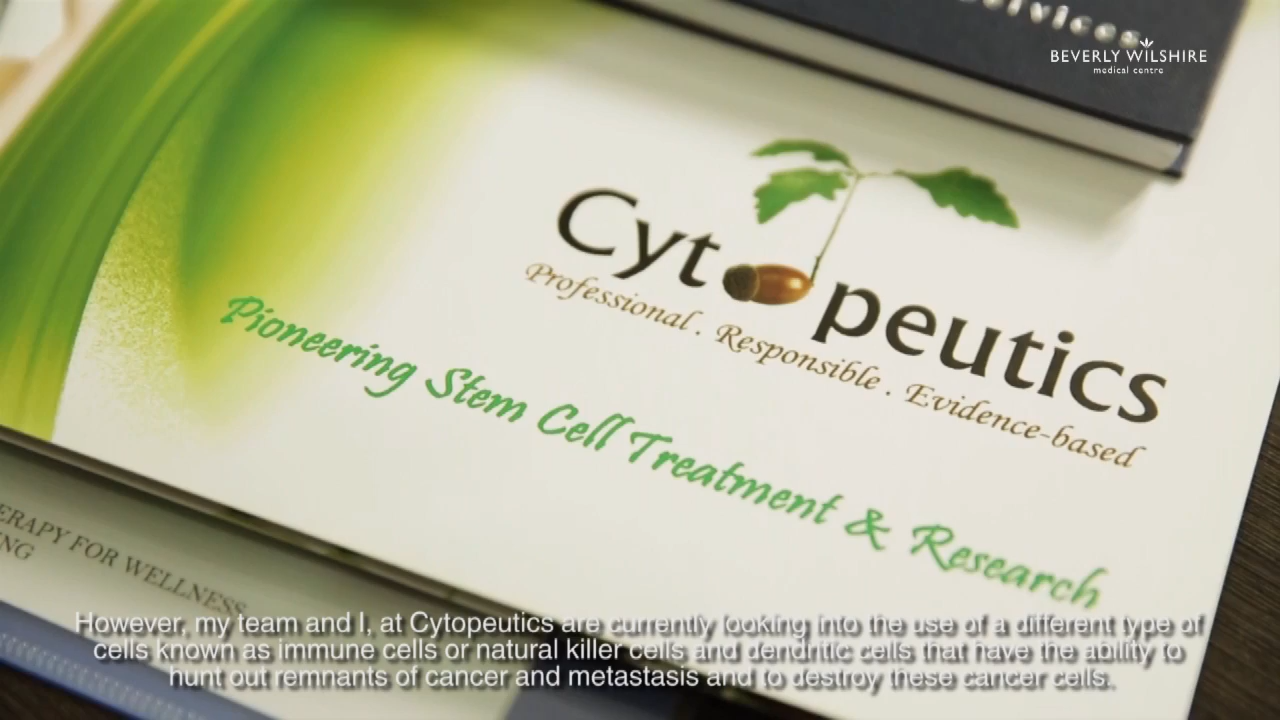 Services
BEVERLY WILSHIRE
medical centre
Cytopeutics
Professional . Responsible . Evidence-based
Pioneering Stem Cell Treatment & Research
ERAPY FOR WELLNESS
NG
However, my team and I, at Cytopeutics are currently looking into the use of a different type of
cells known as immune cells or natural killer cells and dendritic cells that have the ability to
hunt out remnants of cancer and metastasis and to destroy these cancer cells.